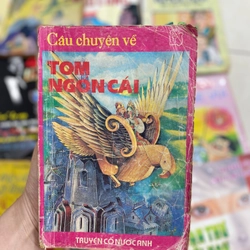 Câu chuyện về
TOM
NGÓN CÁI
TRUYỆN CỔ NƯỚC ANH